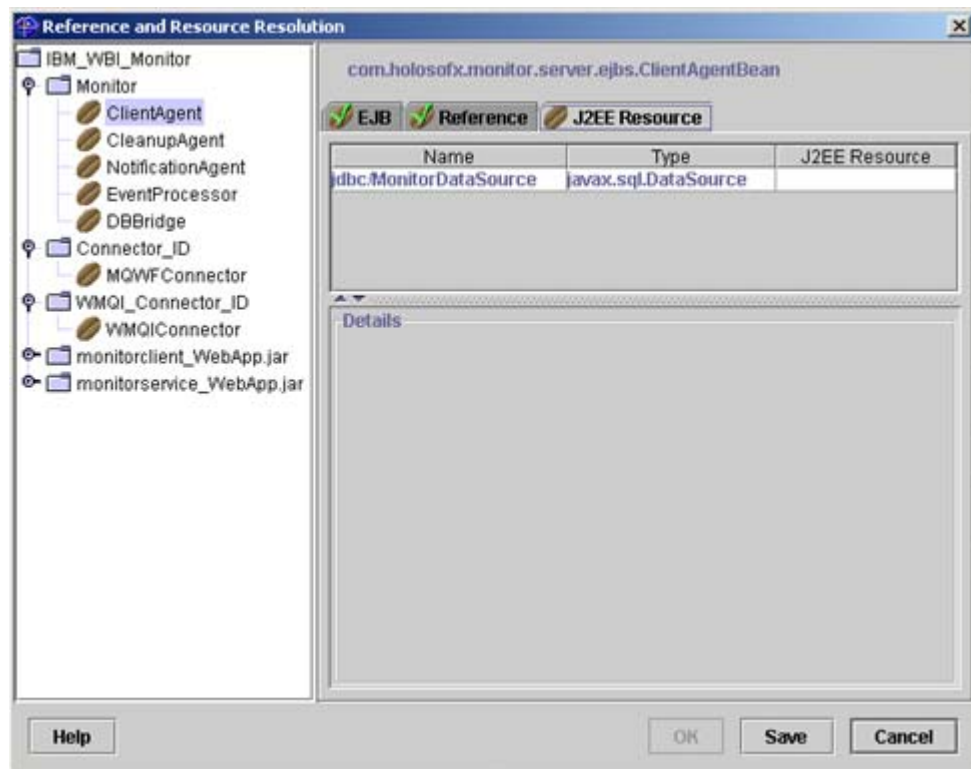 Reference and Resource Resolution
IBM_WBI_Monitor
Monitor
ClientAgent
CleanupAgent
NotificationAgent
EventProcessor
DBBridge
Connector_ID
MQWFConnector
WMQI_Connector_ID
WMQIConnector
monitorclient_WebApp.jar
monitorservice_WebApp.jar
com.holosofx.monitor.server.ejbs.ClientAgentBean
EJB Reference J2EE Resource
Name Type J2EE Resource
jdbc/MonitorDataSource javax.sql.DataSource
Details
Help OK Save Cancel